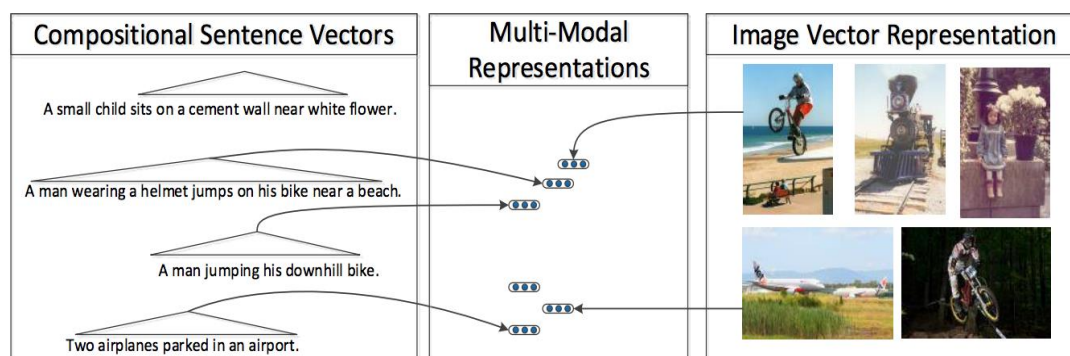 Compositional Sentence Vectors
Multi-Modal
Representations
Image Vector Representation
A small child sits on a cement wall near white flower.
A man wearing a helmet jumps on his bike near a beach.
A man jumping his downhill bike.
Two airplanes parked in an airport.